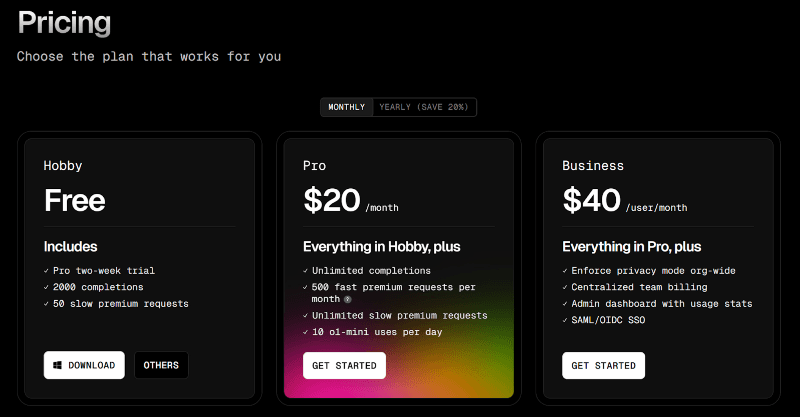 Pricing
Choose the plan that works for you
MONTHLY YEARLY (SAVE 20%)
Hobby
Free
Includes
✓ Pro two-week trial
✓ 2000 completions
✓ 50 slow premium requests
DOWNLOAD OTHERS
Pro
$20 /month
Everything in Hobby, plus
✓ Unlimited completions
✓ 500 fast premium requests per
month ?
✓ Unlimited slow premium requests
✓ 10 o1-mini uses per day
GET STARTED
Business
$40 /user/month
Everything in Pro, plus
✓ Enforce privacy mode org-wide
✓ Centralized team billing
✓ Admin dashboard with usage stats
✓ SAML/OIDC SSO
GET STARTED